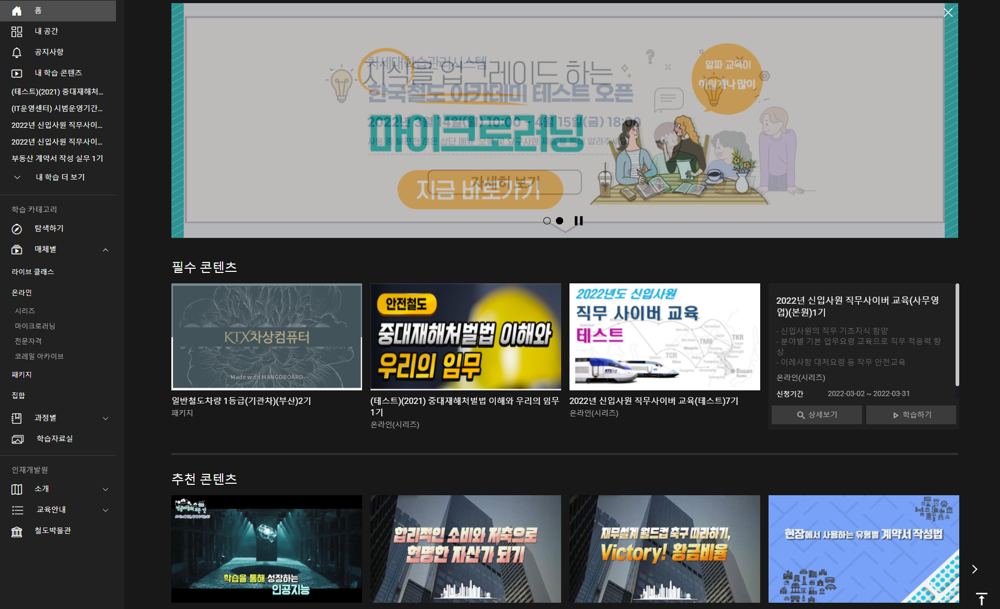 홈
내 공간
공지사항
내 학습 콘텐츠
(테스트)(2021) 중대재해처...
(IT운영센터) 시범운영기간...
2022년 신입사원 직무사이...
2022년 신입사원 직무사이...
부동산 계약서 작성 실무 1기
내 학습 더 보기
학습 카테고리
탐색하기
매체별
라이브 클래스
온라인
시리즈
마이크로러닝
전문자격
코레일 아카이브
패키지
집합
과정별
학습자료실
인재개발원
소개
교육안내
철도박물관
차세대학습관리시스템
지식을 업그레이드 하는
한국철도 아카데미 테스트 오픈
마이크로러닝
2022년 3월 14일(월) 10:00 ~ 4월 15일(금) 18:00
사용 중 불편한 점은 상단 메뉴 '오류 및 요구사항 제출'을 통해 알려주세요.
자세히 보기
지금 바로가기
알짜 교육이
이렇게나 많이
필수 콘텐츠
KTX차상컴퓨터
Made with MANGOBOARD
일반철도차량 1등급(기관차)(부산)2기
패키지
안전철도
중대재해처벌법 이해와
우리의 임무
(테스트)(2021) 중대재해처벌법 이해와 우리의 임무
1기
온라인(시리즈)
2022년도 신입사원
직무 사이버 교육
테스트
TKR
TMR
TCR
China
Mongolia
Busan
Korea
KTX
2022년 신입사원 직무사이버 교육(테스트)7기
온라인(시리즈)
2022년 신입사원 직무사이버 교육(사무영
업)(본원)1기
- 신입사원의 직무 기초지식 함양
- 분야별 기본 업무요령 교육으로 직무 적응력 향
상
- 이례사항 대처요령 등 작무 안전교육
온라인(시리즈)
신청기간 2022-03-02 ~ 2022-03-31
상세보기
학습하기
추천 콘텐츠
학습을 통해 성장하는
인공지능
합리적인 소비와 저축으로
현명한 자산가 되기
재무설계 월드컵 축구 따라하기,
Victory! 황금비율
현장에서 사용하는 유형별 계약서 작성법